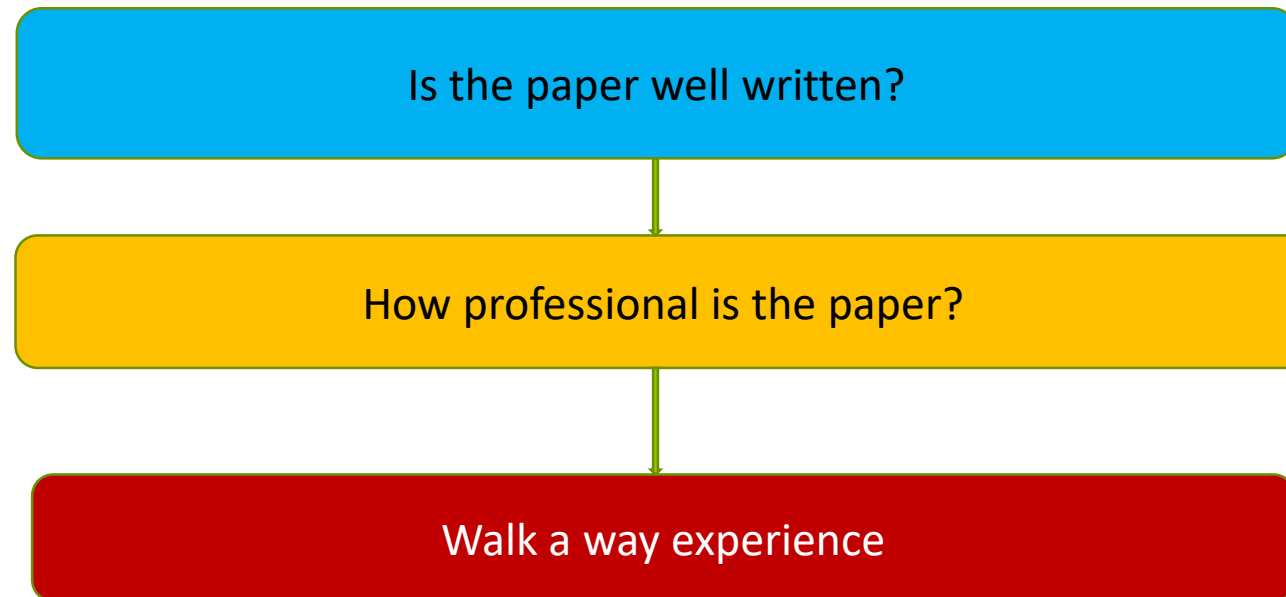 Is the paper well written?
How professional is the paper?
Walk a way experience